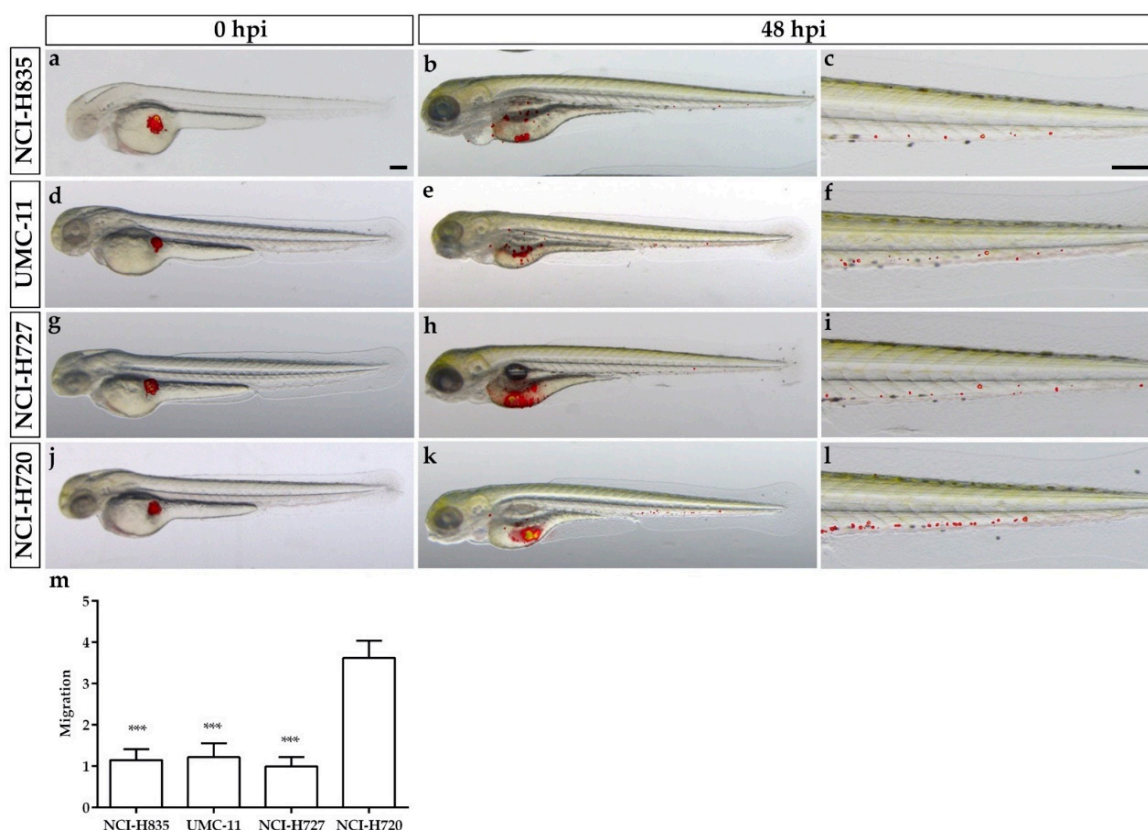 0 hpi
48 hpi
NCI-H835
a
b
c
UMC-11
d
e
f
NCI-H727
g
h
i
NCI-H720
j
k
l
m
Migration
5
4
3
2
1
0
***
***
***
NCI-H835
UMC-11
NCI-H727
NCI-H720